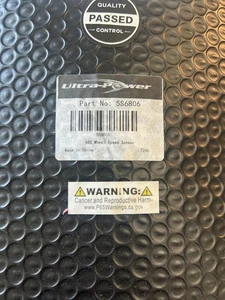 PASSED
CONTROL
Ultra-Power
Part No: 5S6806
ABS Wheel Speed Sensor
Made in China
WARNING:
Cancer and Reproductive Harm
www.P65Warnings.ca.gov